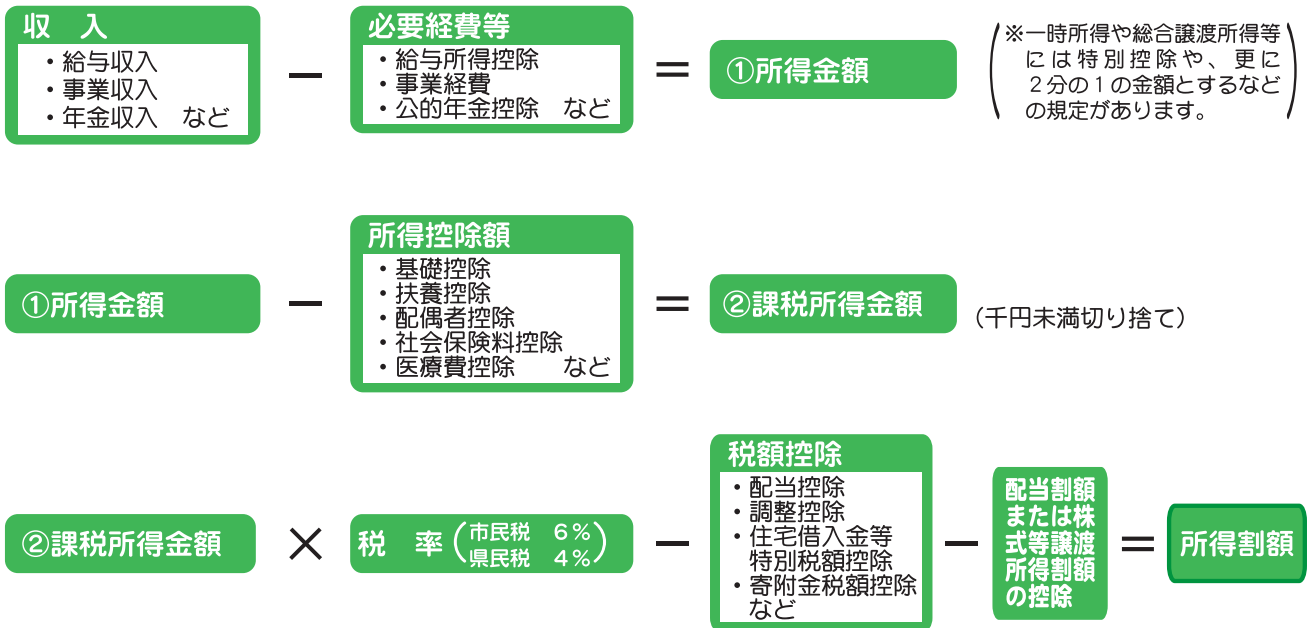 収　入
・給与収入
・事業収入
・年金収入　など
−
必要経費等
・給与所得控除
・事業経費
・公的年金控除　など
＝
①所得金額
(※一時所得や総合譲渡所得等
には特別控除や、更に
２分の１の金額とするなど
の規定があります。)
①所得金額
−
所得控除額
・基礎控除
・扶養控除
・配偶者控除
・社会保険料控除
・医療費控除　　など
＝
②課税所得金額
（千円未満切り捨て）
②課税所得金額
×
税　率
(市民税　６％
県民税　４％)
−
税額控除
・配当控除
・調整控除
・住宅借入金等
特別税額控除
・寄附金税額控除
など
−
配当割額
または株
式等譲渡
所得割額
の控除
＝
所得割額